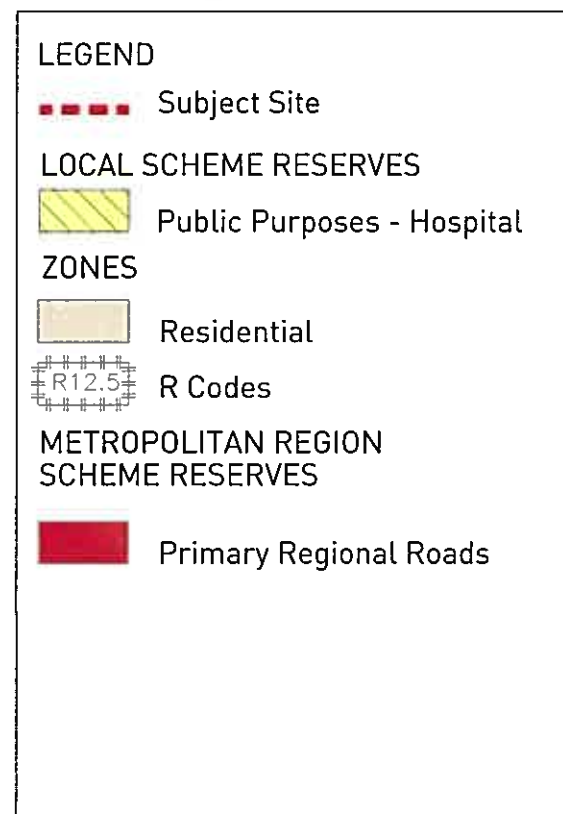 LEGEND
Subject Site
LOCAL SCHEME RESERVES
Public Purposes - Hospital
ZONES
Residential
R12.5 R Codes
METROPOLITAN REGION
SCHEME RESERVES
Primary Regional Roads